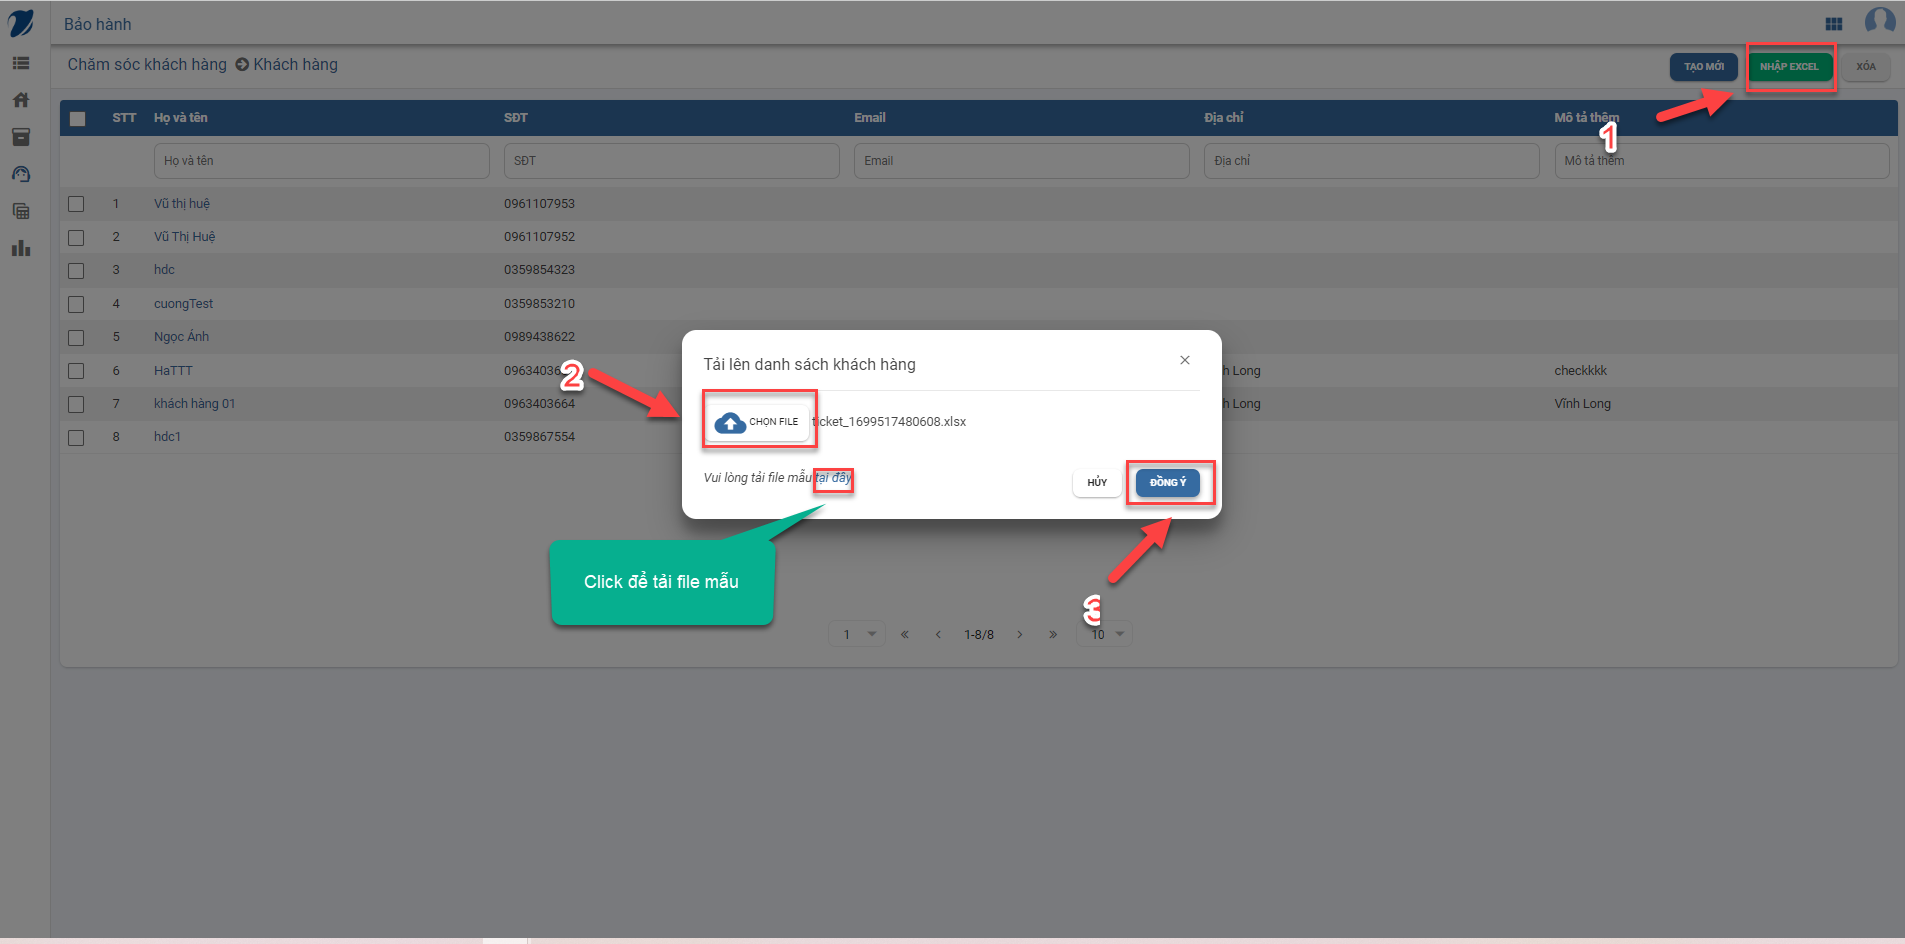 Bảo hành
Chăm sóc khách hàng Khách hàng
TẠO MỚI NHẬP EXCEL XÓA
STT Họ và tên SĐT Email Địa chỉ Mô tả thêm
1
Họ và tên SĐT Email Địa chỉ Mô tả thêm
1 Vũ thị huệ 0961107953
2 Vũ Thị Huệ 0961107952
3 hdc 0359854323
4 cuongTest 0359853210
5 Ngọc Ánh 0989438622
6 HaTTT 09634036 h Long checkkkk
7 khách hàng 01 0963403664 h Long Vĩnh Long
8 hdc1 0359867554
Tải lên danh sách khách hàng
2
CHỌN FILE ticket_1699517480608.xlsx
Vui lòng tải file mẫu tại đây
HỦY ĐỒNG Ý
Click để tải file mẫu
3
1 « ‹ 1-8/8 › » 10